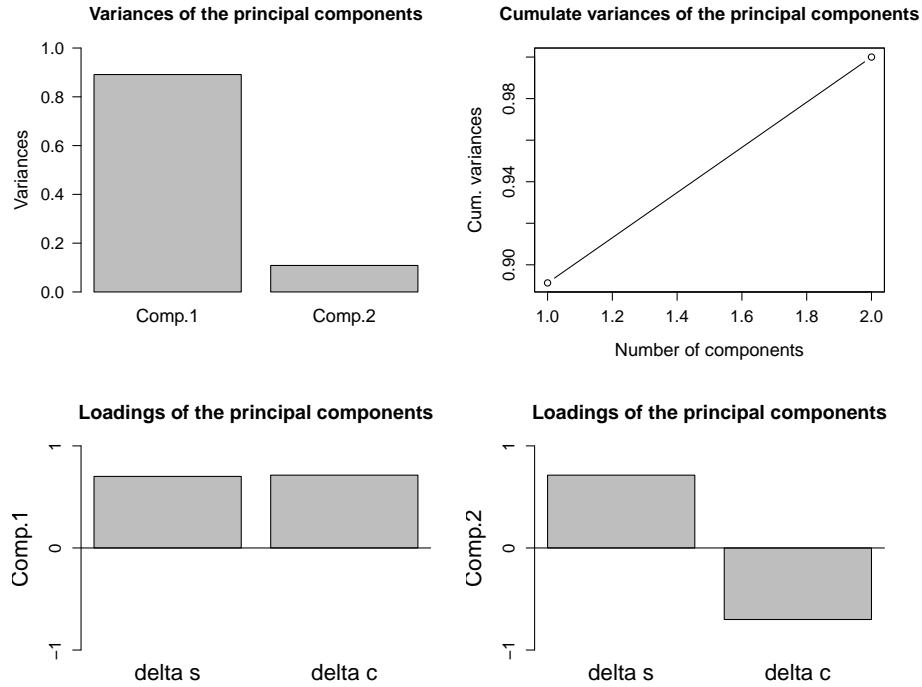 Variances of the principal components
Variances
1.0
0.8
0.6
0.4
0.2
0.0
Comp.1 Comp.2
Cumulate variances of the principal components
Cum. variances
0.98
0.94
0.90
1.0 1.2 1.4 1.6 1.8 2.0
Number of components
Loadings of the principal components
Comp.1
1
0
−1
delta s delta c
Loadings of the principal components
Comp.2
1
0
−1
delta s delta c